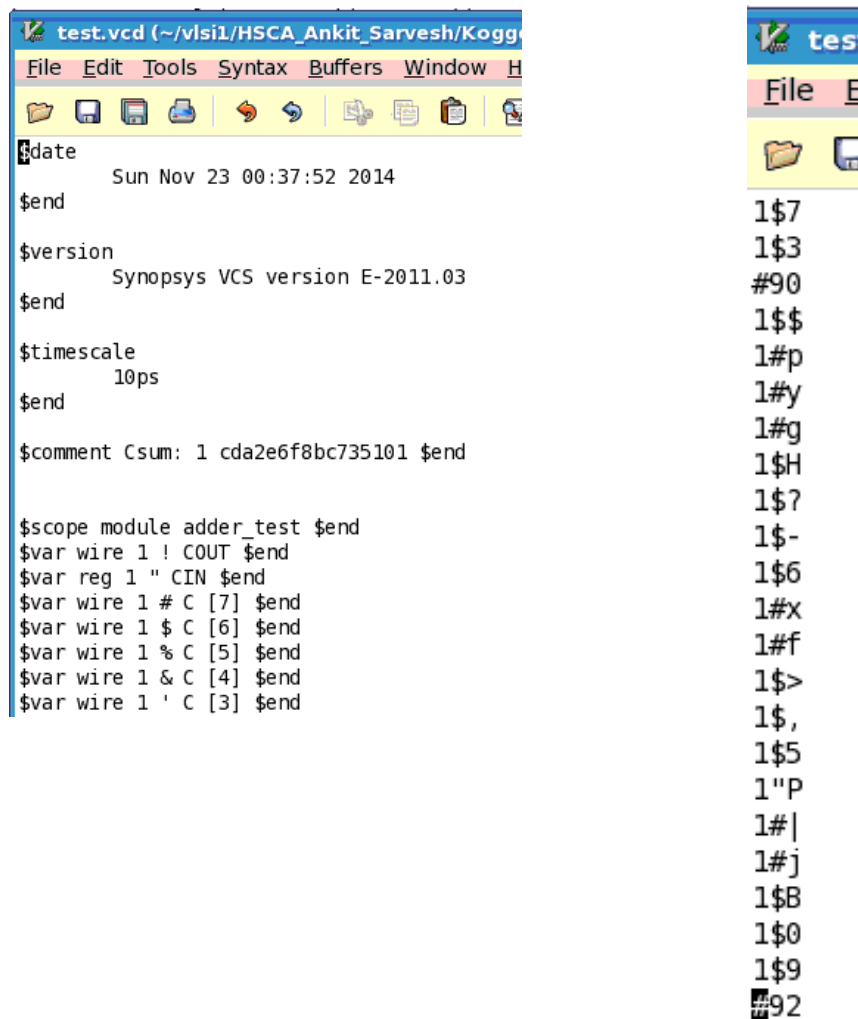 test.vcd (~/vlsi1/HSCA_Ankit_Sarvesh/Kogg
File Edit Tools Syntax Buffers Window H
$date
Sun Nov 23 00:37:52 2014
$end
$version
Synopsys VCS version E-2011.03
$end
$timescale
10ps
$end
$comment Csum: 1 cda2e6f8bc735101 $end
$scope module adder_test $end
$var wire 1 ! COUT $end
$var reg 1 " CIN $end
$var wire 1 # C [7] $end
$var wire 1 $ C [6] $end
$var wire 1 % C [5] $end
$var wire 1 & C [4] $end
$var wire 1 ' C [3] $end
tes
File E
1$7
1$3
#90
1$$
1#p
1#y
1#g
1$H
1$?
1$-
1$6
1#x
1#f
1$>
1$,
1$5
1"P
1#|
1#j
1$B
1$0
1$9
#92